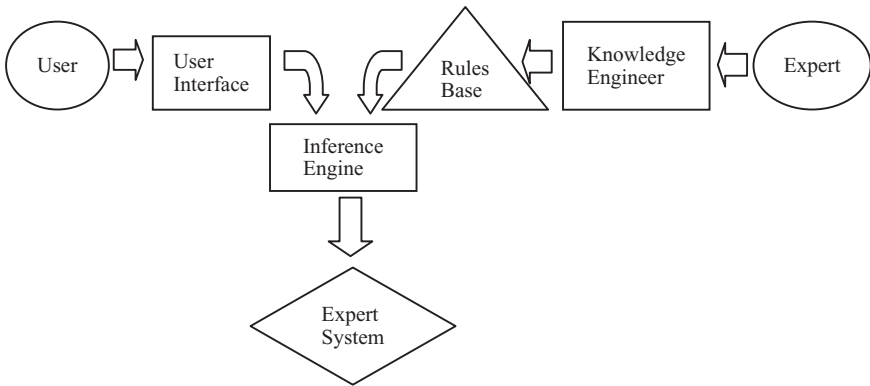 User
User
Interface
Rules
Base
Knowledge
Engineer
Expert
Inference
Engine
Expert
System